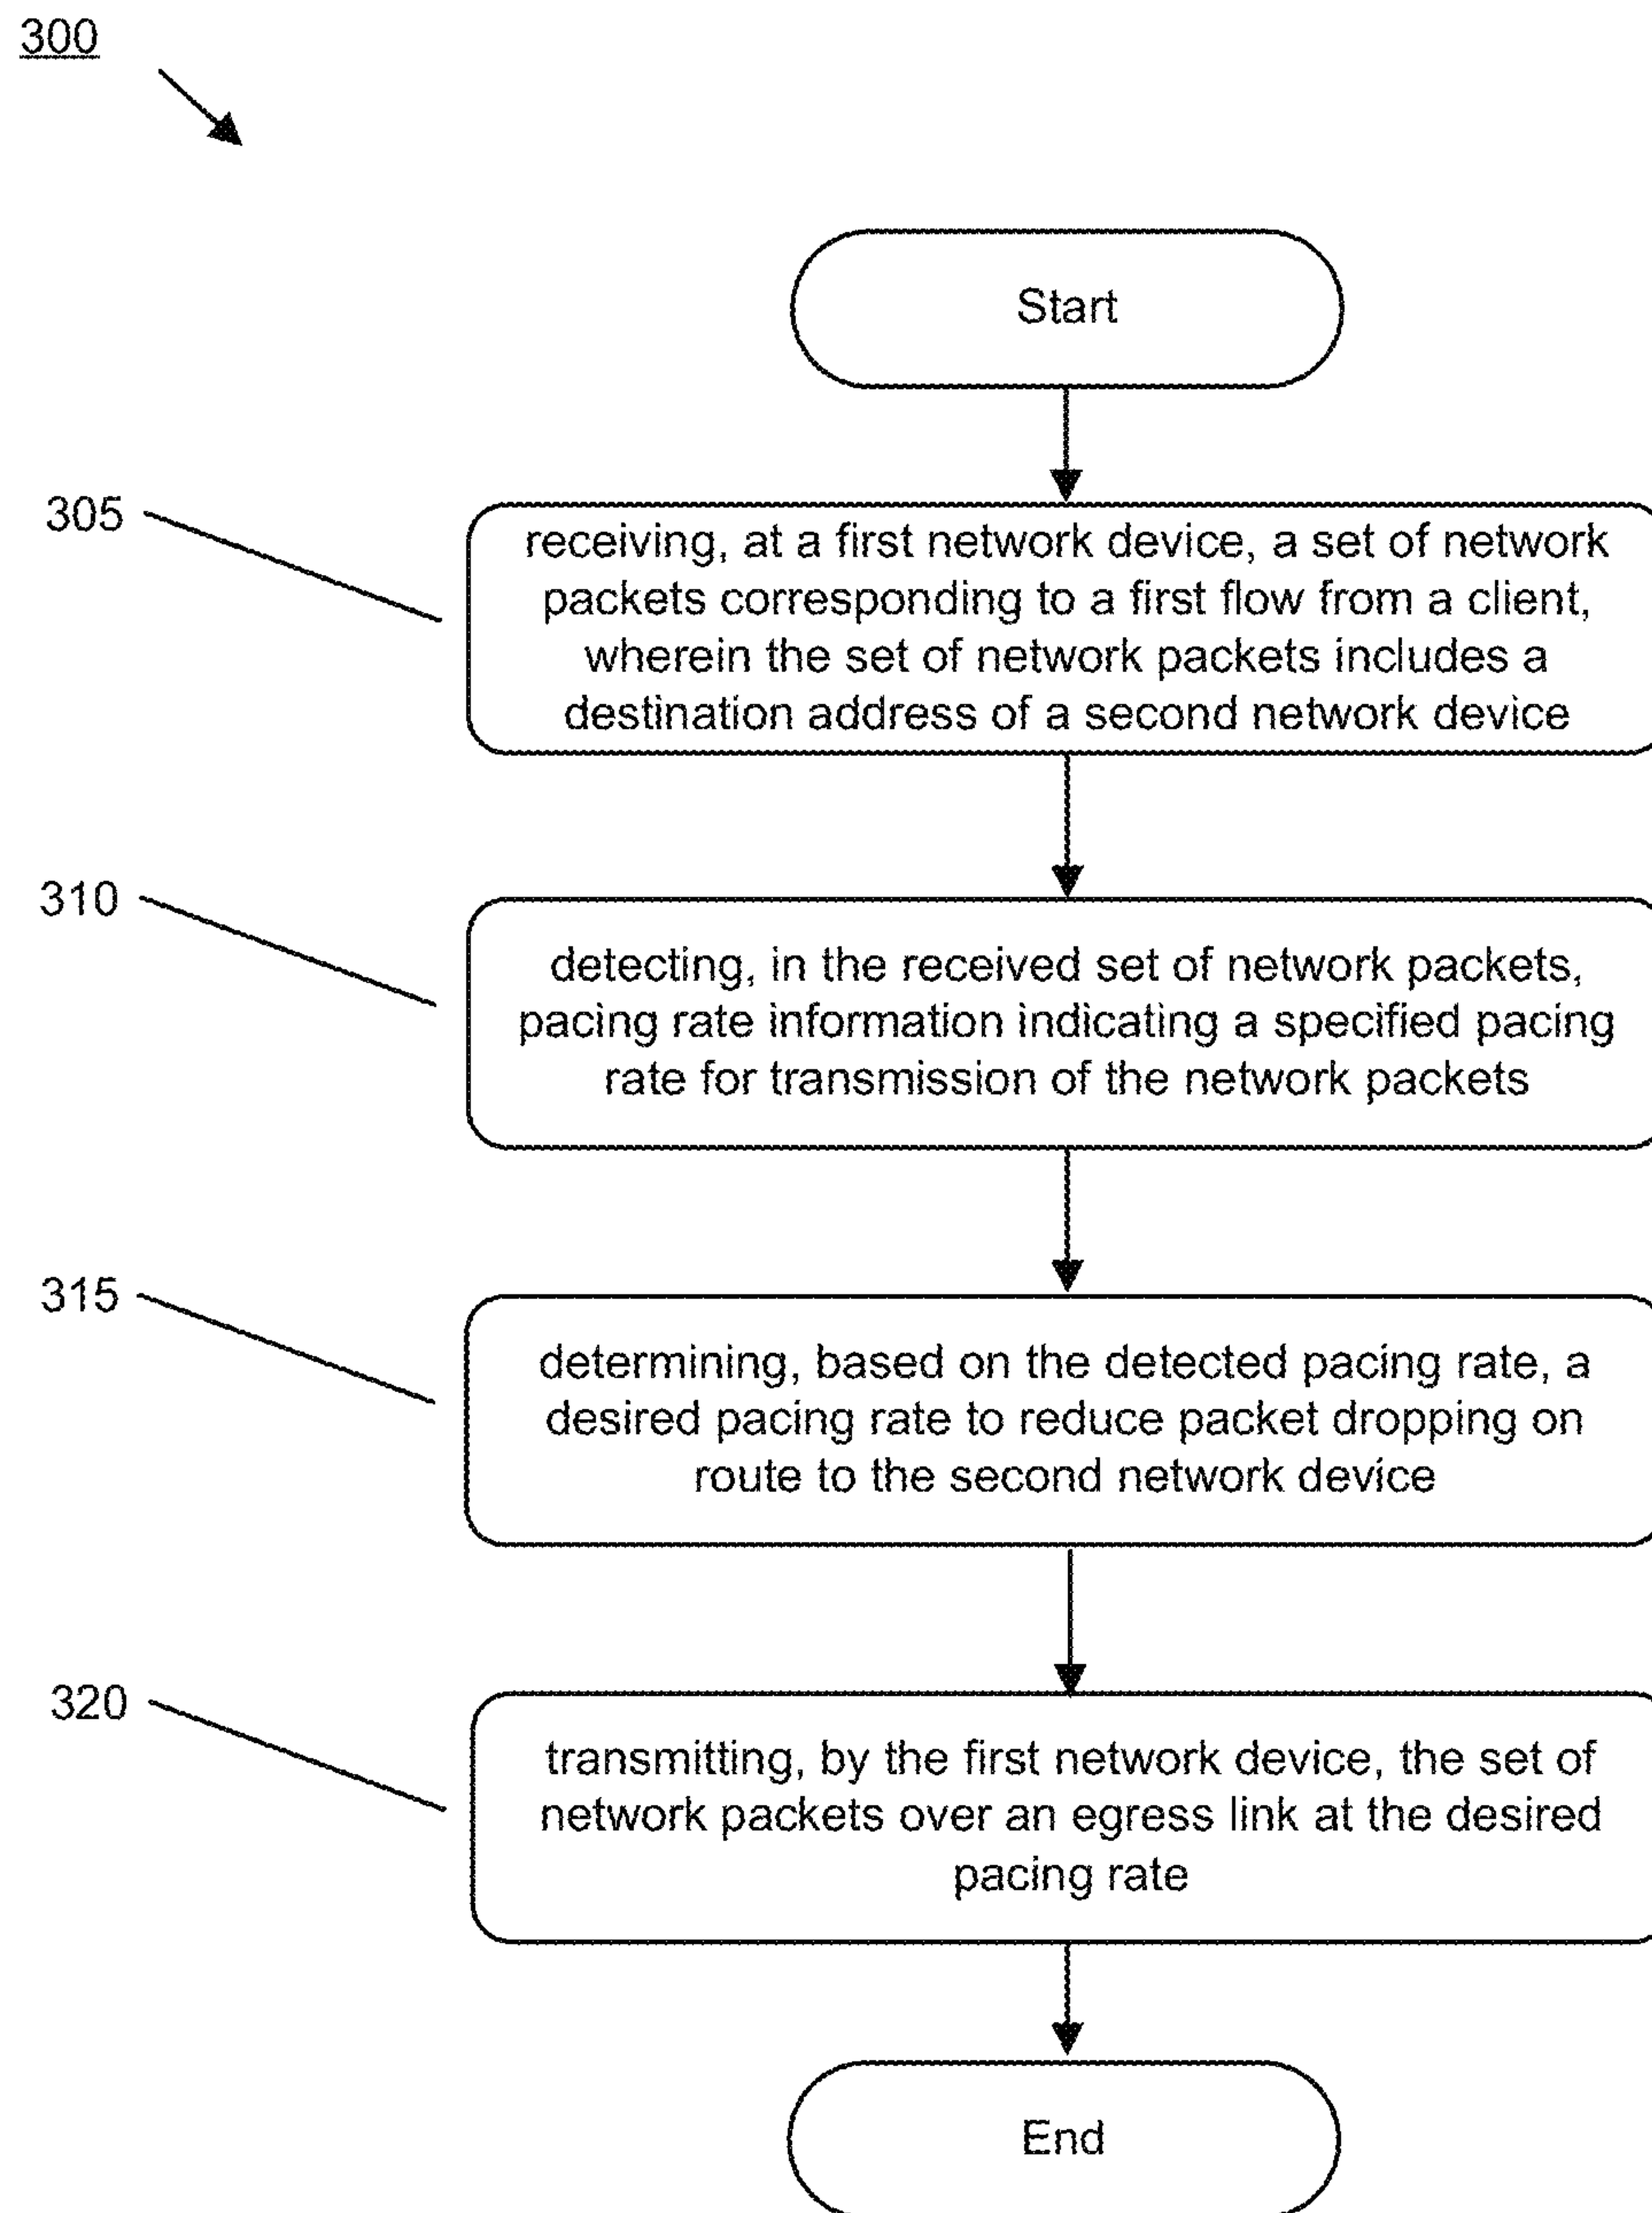 300
Start
305
receiving, at a first network device, a set of network
packets corresponding to a first flow from a client,
wherein the set of network packets includes a
destination address of a second network device
310
detecting, in the received set of network packets,
pacing rate information indicating a specified pacing
rate for transmission of the network packets
315
determining, based on the detected pacing rate, a
desired pacing rate to reduce packet dropping on
route to the second network device
320
transmitting, by the first network device, the set of
network packets over an egress link at the desired
pacing rate
End